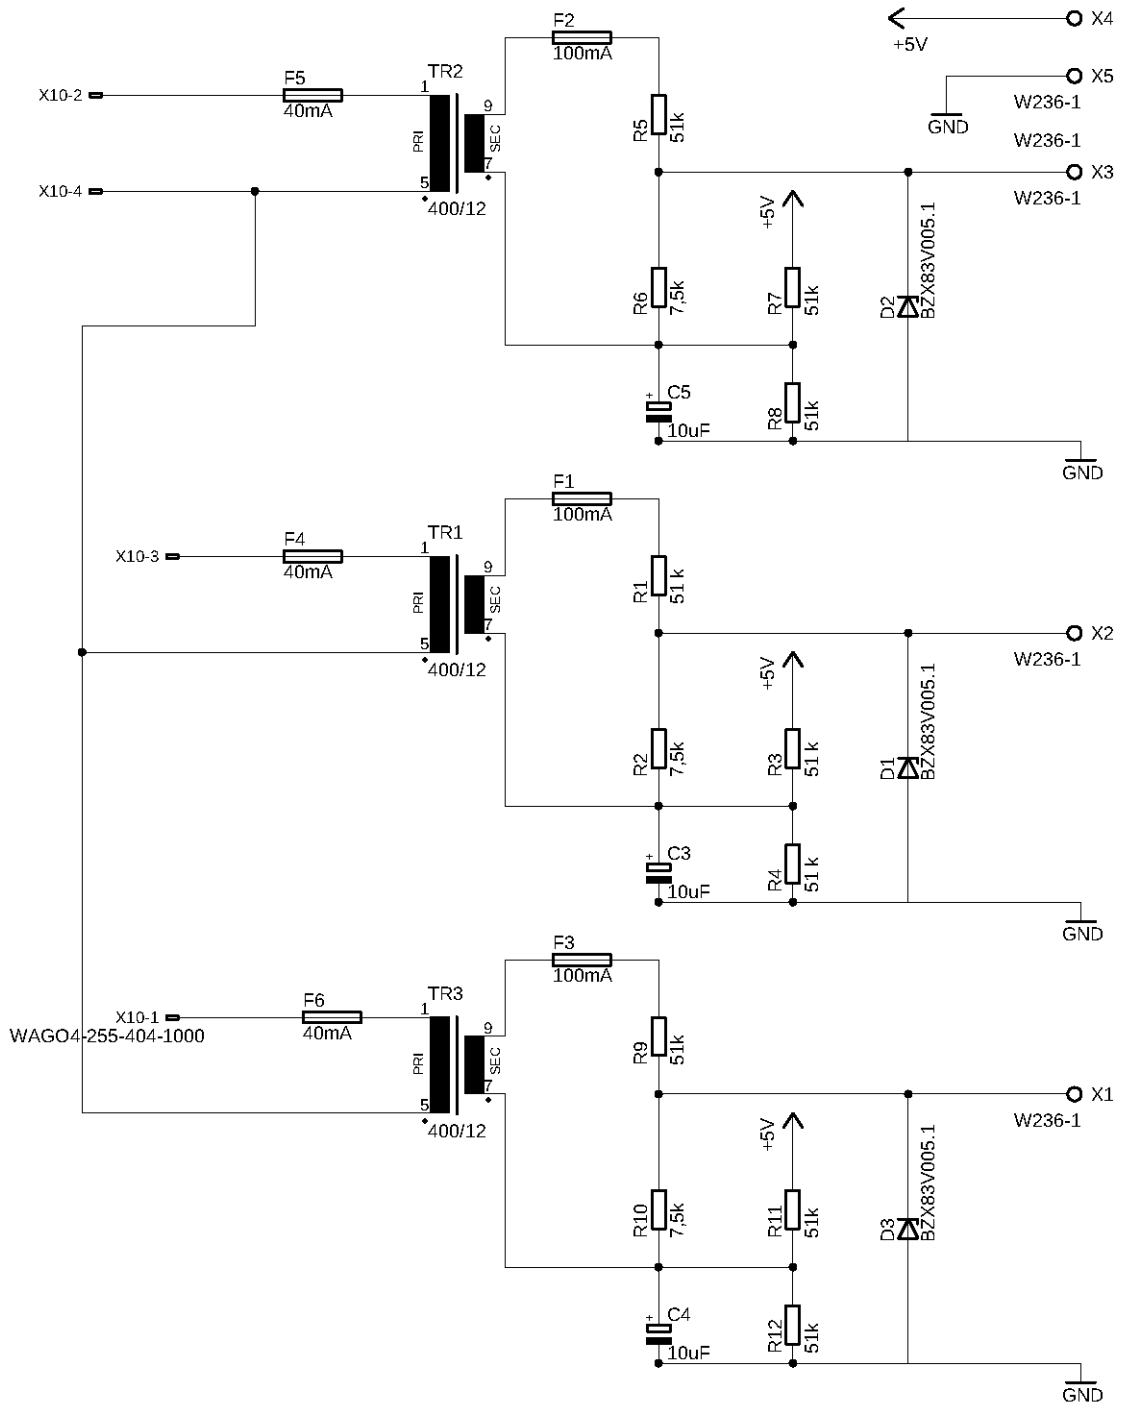 F2
100mA
X4
+5V
TR2
F5
X10-2
1
40mA
X5
W236-1
GND
W236-1
9
PRI
SEC
R5
51k
7
X3
W236-1
X10-4
5
400/12
+5V
BZX83V005.1
R6
7,5k
R7
51k
D2
+
C5
10uF
R8
51k
GND
F1
100mA
TR1
F4
X10-3
1
40mA
9
PRI
SEC
R1
51 k
7
X2
W236-1
5
400/12
+5V
BZX83V005.1
R2
7,5k
R3
51 k
D1
+
C3
10uF
R4
51 k
GND
F3
100mA
TR3
F6
X10-1
1
40mA
WAGO4-255-404-1000
9
PRI
SEC
R9
51k
7
X1
W236-1
5
400/12
+5V
BZX83V005.1
R10
7,5k
R11
51k
D3
+
C4
10uF
R12
51k
GND